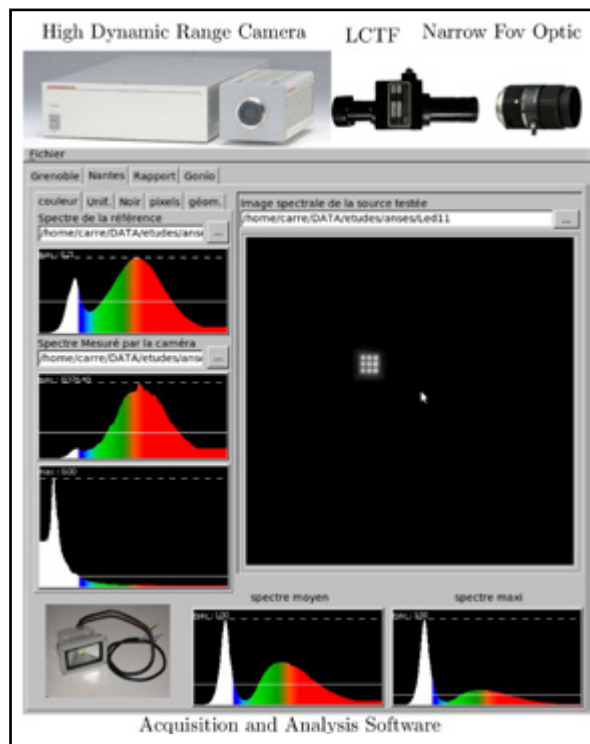 High Dynamic Range Camera
LCTF
Narrow Fov Optic
Fichier
Grenoble Nantes Rapport Gonio
couleur Unif. Noir pixels géom.
Spectre de la référence
/home/carre/DATA/etudes/anse
...
Image spectrale de la source testée
/home/carre/DATA/etudes/anses/Led11
...
Spectre Mesuré par la caméra
/home/carre/DATA/etudes/anse
...
max : 0.00
spectre moyen
spectre maxi
Acquisition and Analysis Software